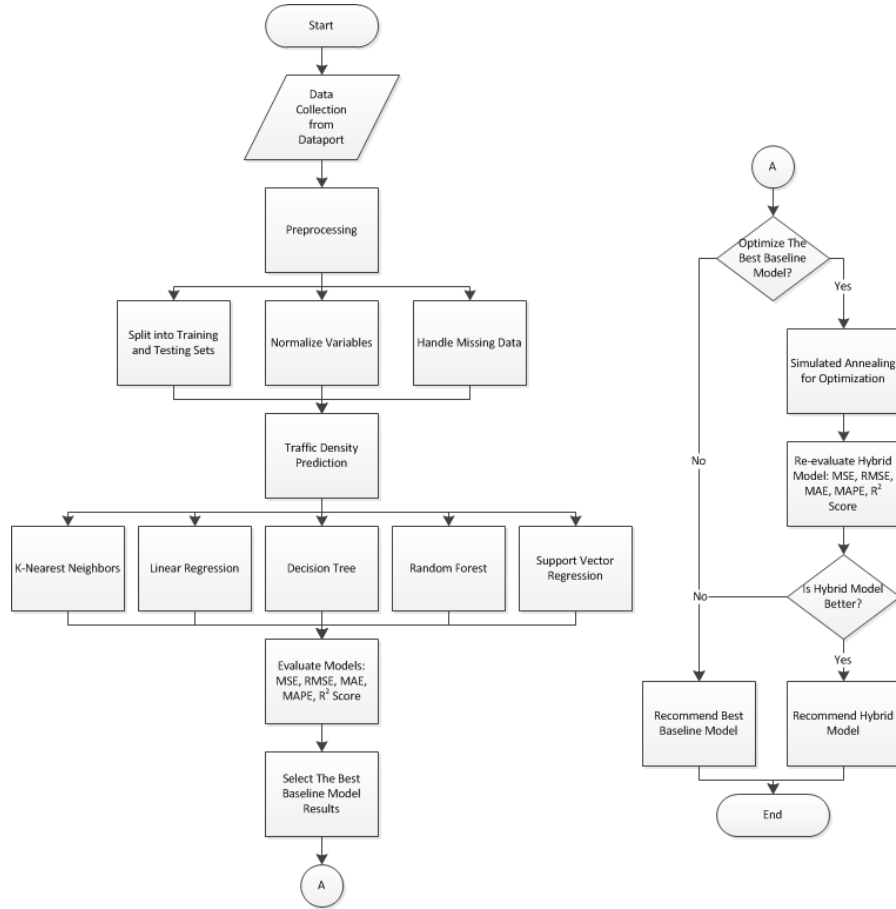 Start
Data
Collection
from
Dataport
Preprocessing
Split into Training
and Testing Sets
Normalize Variables
Handle Missing Data
Traffic Density
Prediction
K-Nearest Neighbors
Linear Regression
Decision Tree
Random Forest
Support Vector
Regression
Evaluate Models:
MSE, RMSE, MAE,
MAPE, R² Score
Select The Best
Baseline Model
Results
A
A
Optimize The
Best Baseline
Model?
Yes
Simulated Annealing
for Optimization
No
Re-evaluate Hybrid
Model: MSE, RMSE,
MAE, MAPE, R²
Score
Is Hybrid Model
Better?
No
Yes
Recommend Best
Baseline Model
Recommend Hybrid
Model
End